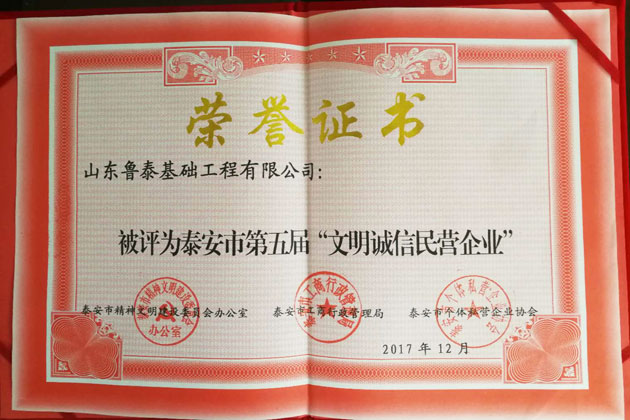 荣誉证书
山东鲁泰基础工程有限公司：
被评为泰安市第五届“文明诚信民营企业”
泰安市精神文明建设委员会办公室 泰安市工商行政管理局 泰安市个体私营企业协会
办公室
2017年12月